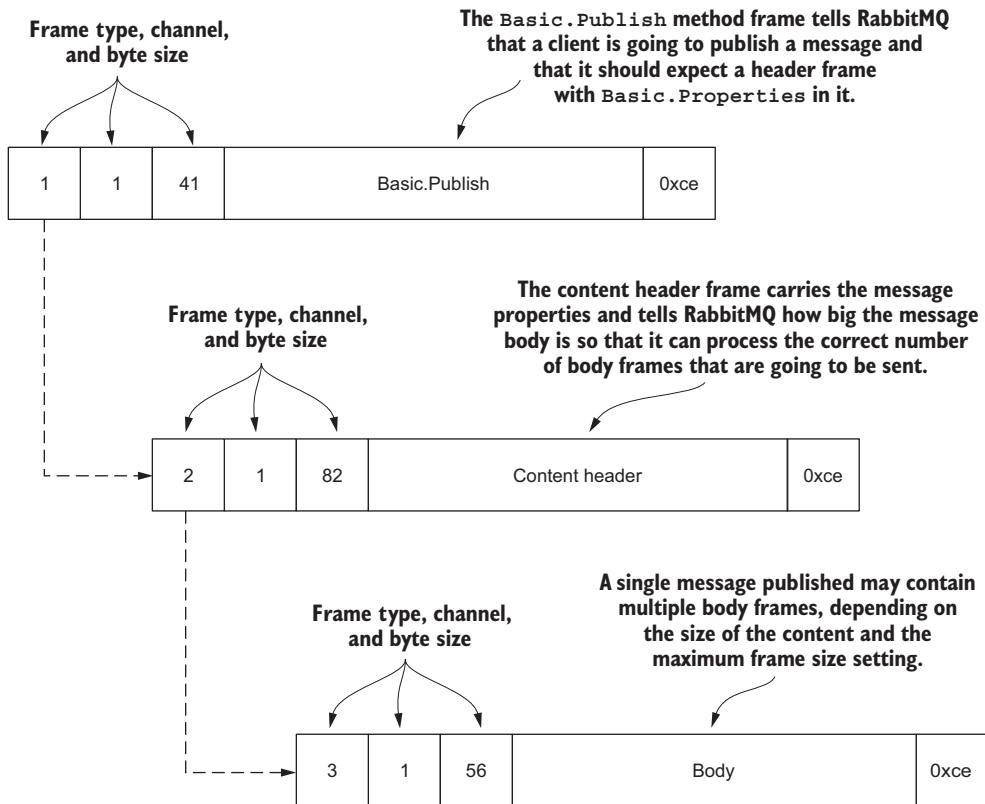 Frame type, channel,
and byte size
The Basic.Publish method frame tells RabbitMQ
that a client is going to publish a message and
that it should expect a header frame
with Basic.Properties in it.
1 1 41 Basic.Publish 0xce
Frame type, channel,
and byte size
The content header frame carries the message
properties and tells RabbitMQ how big the message
body is so that it can process the correct number
of body frames that are going to be sent.
2 1 82 Content header 0xce
Frame type, channel,
and byte size
A single message published may contain
multiple body frames, depending on
the size of the content and the
maximum frame size setting.
3 1 56 Body 0xce